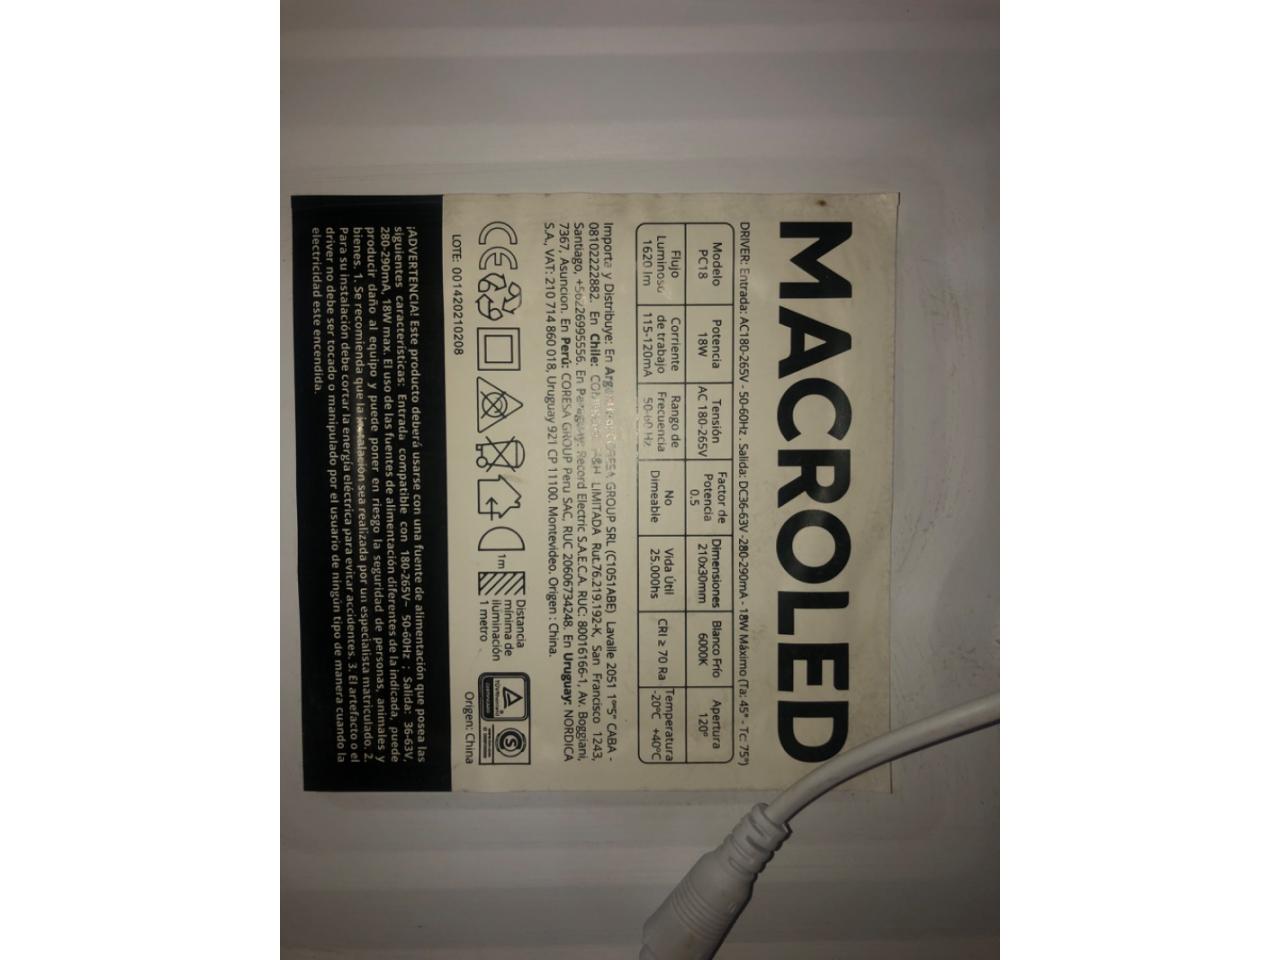 MACROLED
DRIVER: Entrada: AC180-265V - 50-60Hz . Salida: DC36-63V -280-290mA - 18W Máximo (Ta: 45° - Tc: 75°)
Modelo PC18
Potencia 18W
Tensión AC 180-265V
Factor de Potencia 0.5
Dimensiones 210x30mm
Blanco Frío 6000K
Apertura 120°
Flujo Luminoso 1620 lm
Corriente de trabajo 115-120mA
Rango de Frecuencia 50-60 Hz
No Dimeable
Vida Útil 25.000hs
CRI ≥ 70 Ra
Temperatura -20°C +40°C
Importa y Distribuye: En GROUP SRL (C1051ABE) Lavalle 2051 1º"5" CABA -
08102222882. En Chile: LIMITADA Rut.76.219.192-K, San Francisco 1243,
Santiago, +56226995556. En Record Electric S.A.E.C.A. RUC: 80016166-1, Av. Boggiani,
7367, Asuncion. En Perú: CORESA GROUP Peru SAC, RUC 20606734248. En Uruguay: NORDICA
S.A., VAT: 210 714 860 018, Uruguay 921 CP 11100. Montevideo. Origen : China.
CE
1m
Distancia
mínima de
iluminación
1 metro
TÜVRheinland
S
LOTE: 00142021020​8
Origen: China
¡ADVERTENCIA! Este producto deberá usarse con una fuente de alimentación que posea las
siguientes características: Entrada compatible con 180-265V~ 50-60Hz ; Salida: 36-63V,
280-290mA, 18W max. El uso de las fuentes de alimentación diferentes de la indicada, puede
producir daño al equipo y puede poner en riesgo la seguridad de personas, animales y
bienes. 1. Se recomienda que la instalación sea realizada por un especialista matriculado. 2.
Para su instalación debe cortar la energía eléctrica para evitar accidentes. 3. El artefacto o el
driver no debe ser tocado o manipulado por el usuario de ningún tipo de manera cuando la
electricidad este encendida.